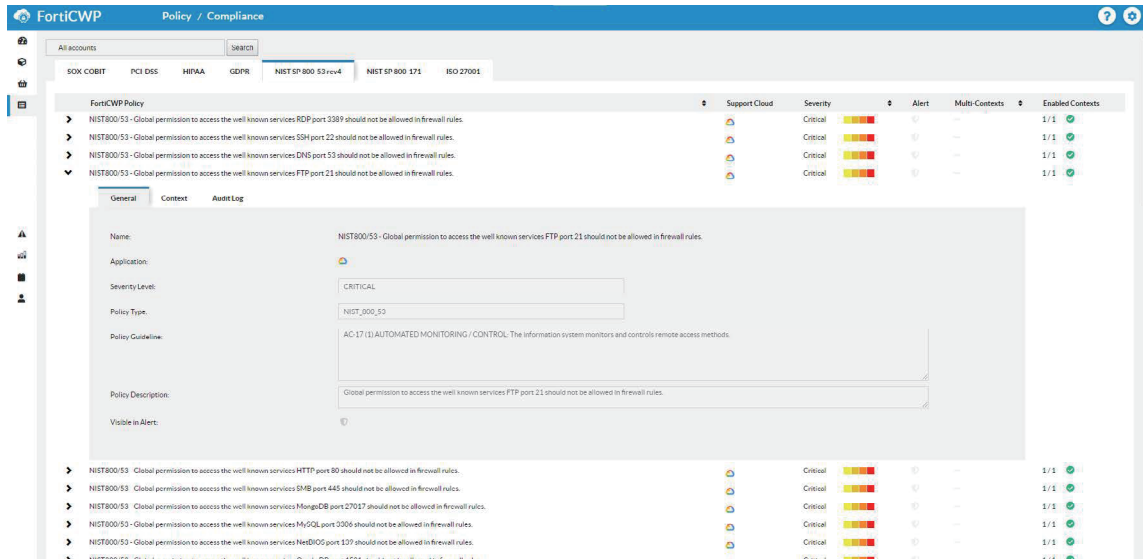 FortiCWP Policy / Compliance ?
All accounts Search
SOX COBIT PCI DSS HIPAA GDPR NIST SP 800 53 rev4 NIST SP 800 171 ISO 27001
FortiCWP Policy Support Cloud Severity Alert Multi-Contexts Enabled Contexts
NIST800/53 - Global permission to access the well known services RDP port 3389 should not be allowed in firewall rules. Critical 1/1
NIST800/53 - Global permission to access the well known services SSH port 22 should not be allowed in firewall rules. Critical 1/1
NIST800/53 - Global permission to access the well known services DNS port 53 should not be allowed in firewall rules. Critical 1/1
NIST800/53 - Global permission to access the well known services FTP port 21 should not be allowed in firewall rules. Critical 1/1
General Context Audit Log
Name: NIST800/53 - Global permission to access the well known services FTP port 21 should not be allowed in firewall rules.
Application:
Severity Level: CRITICAL
Policy Type: NIST_800_53
Policy Guideline: AC-17 (1) AUTOMATED MONITORING / CONTROL: The information system monitors and controls remote access methods.
Policy Description: Global permission to access the well known services FTP port 21 should not be allowed in firewall rules.
Visible in Alert:
NIST800/53 - Global permission to access the well known services HTTP port 80 should not be allowed in firewall rules. Critical 1/1
NIST800/53 - Global permission to access the well known services SMB port 445 should not be allowed in firewall rules. Critical 1/1
NIST800/53 - Global permission to access the well known services MongoDB port 27017 should not be allowed in firewall rules. Critical 1/1
NIST800/53 - Global permission to access the well known services MySQL port 3306 should not be allowed in firewall rules. Critical 1/1
NIST800/53 - Global permission to access the well known services NetBIOS port 139 should not be allowed in firewall rules. Critical 1/1